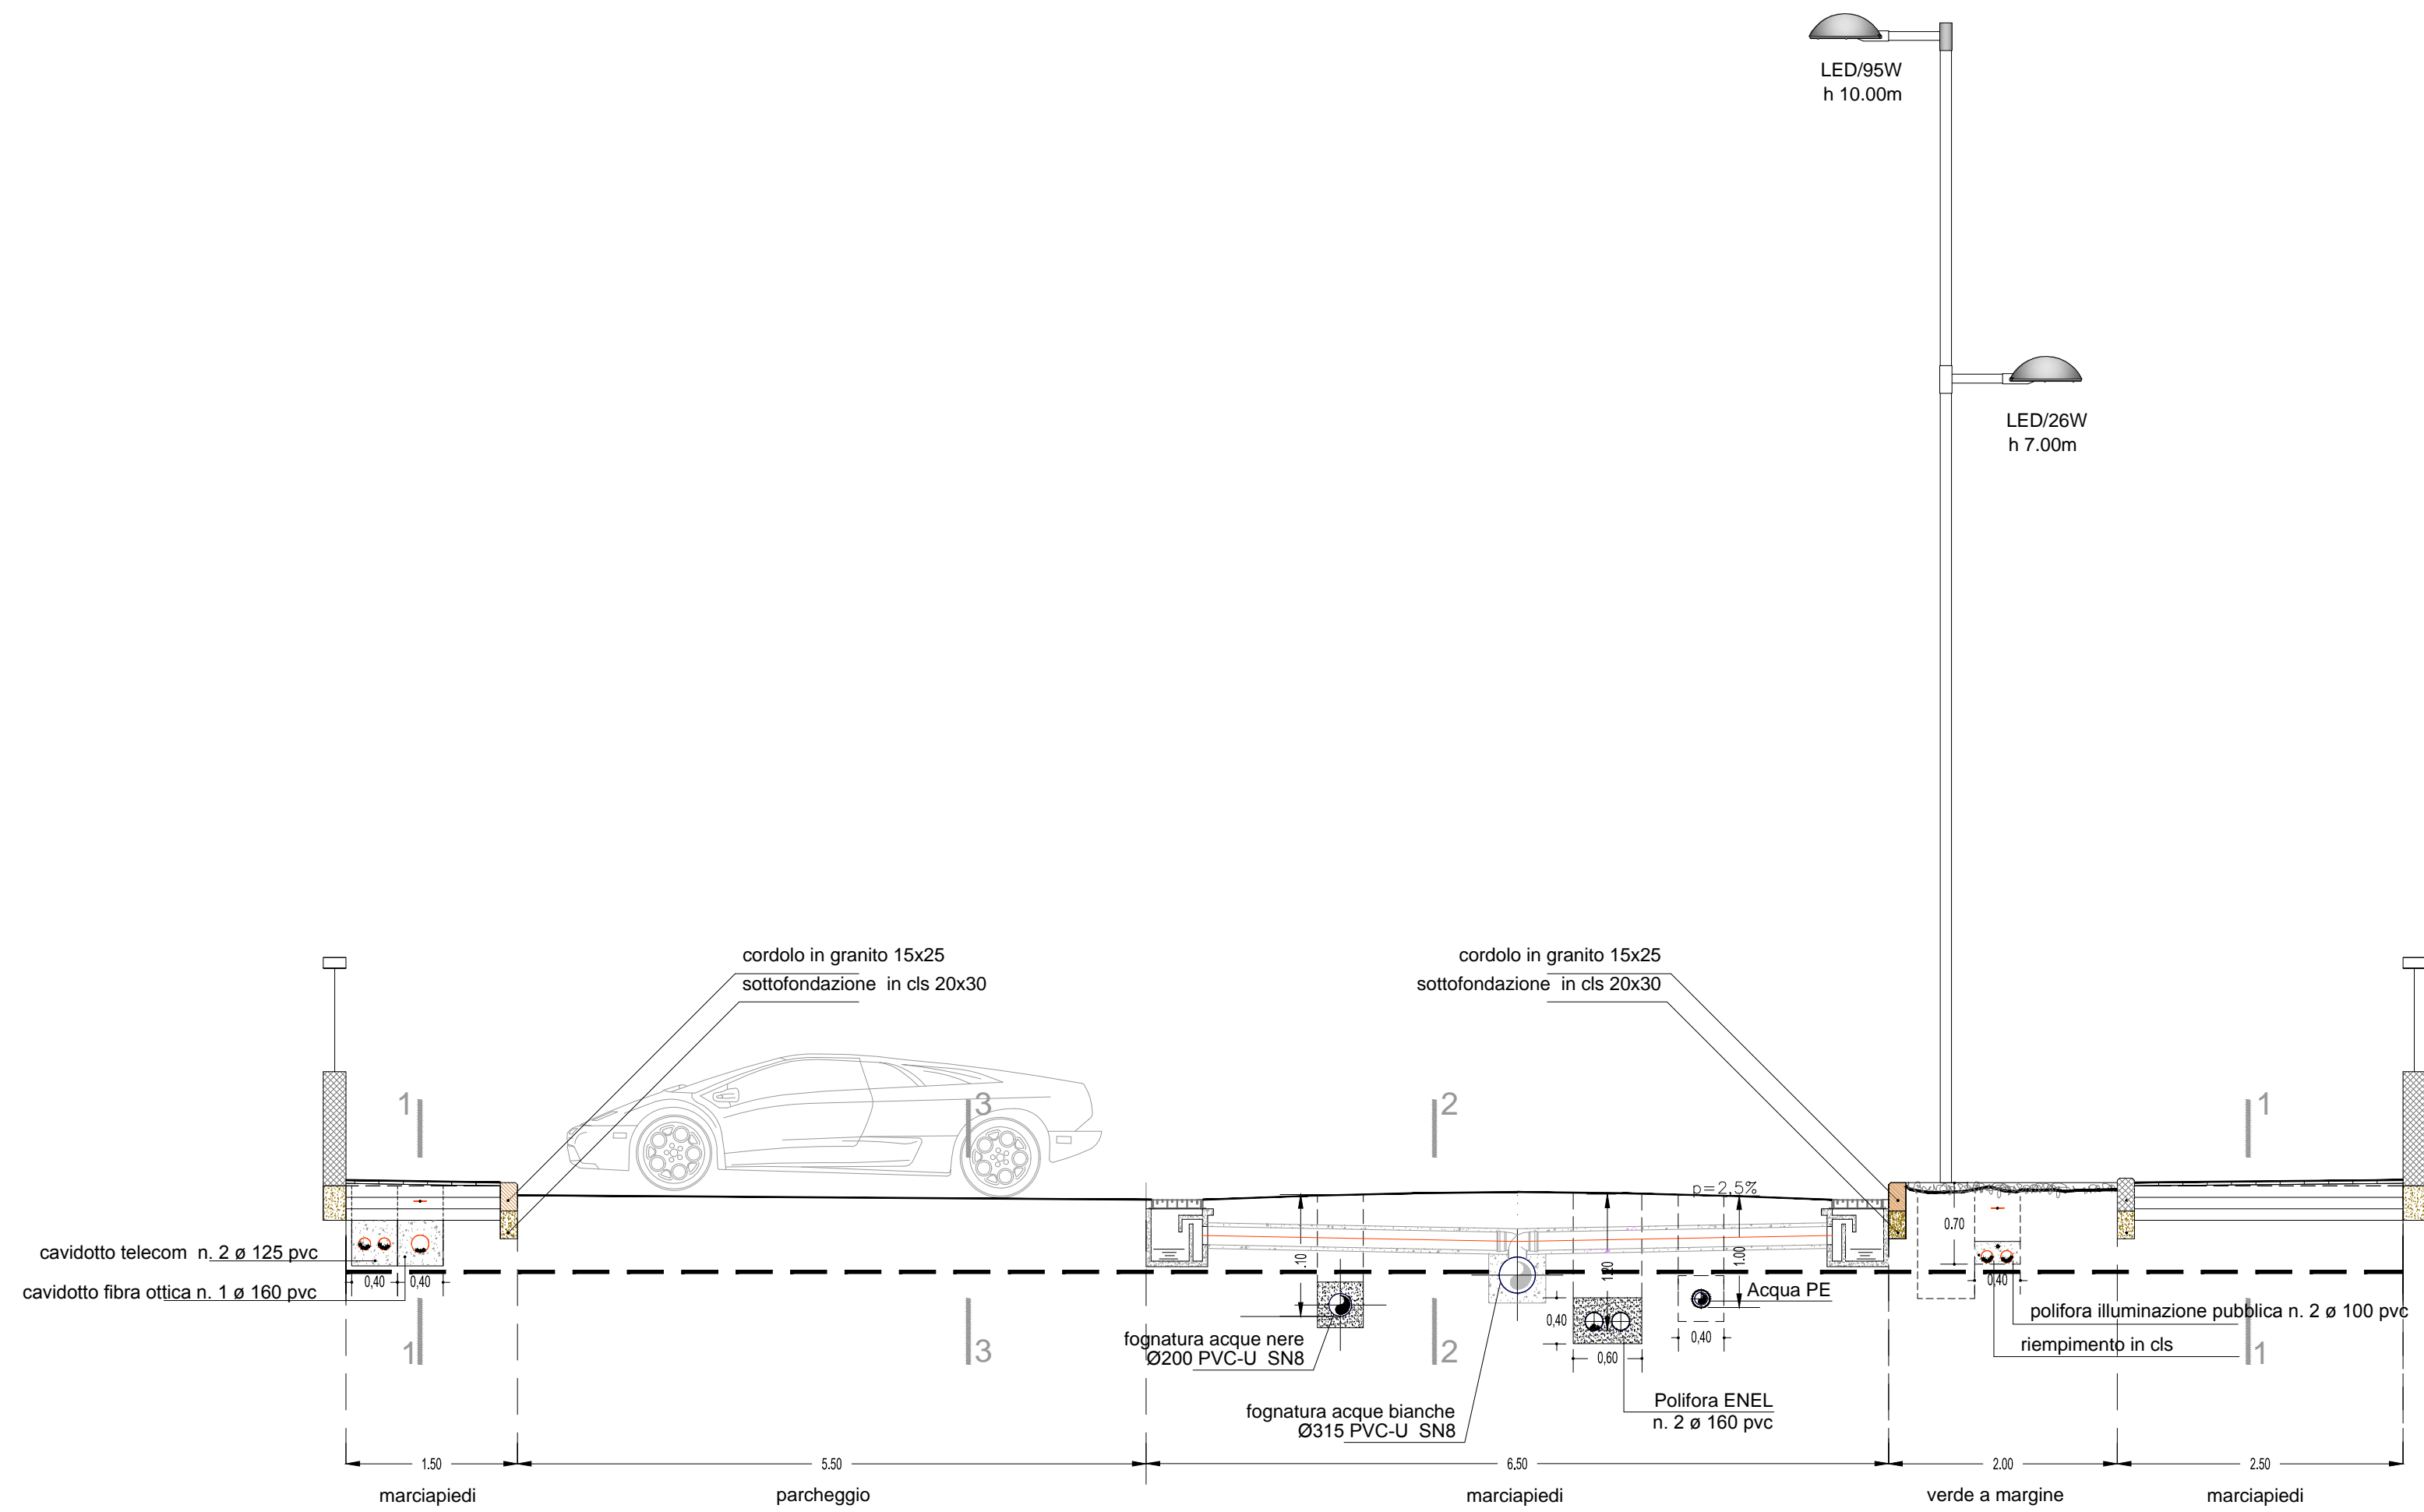 LED/95W
h 10.00m
LED/26W
h 7.00m
cordolo in granito 15x25
sottofondazione in cls 20x30
cordolo in granito 15x25
sottofondazione in cls 20x30
1
3
2
1
p=2,5%
cavidotto telecom n. 2 ø 125 pvc
cavidotto fibra ottica n. 1 ø 160 pvc
0,40
0,40
.10
1.20
1.00
0.70
0,40
0,40
0,60
0,40
Acqua PE
fognatura acque nere
Ø200 PVC-U SN8
fognatura acque bianche
Ø315 PVC-U SN8
Polifora ENEL
n. 2 ø 160 pvc
polifora illuminazione pubblica n. 2 ø 100 pvc
riempimento in cls
1
3
2
1
1.50
5.50
6.50
2.00
2.50
marciapiedi
parcheggio
marciapiedi
verde a margine
marciapiedi